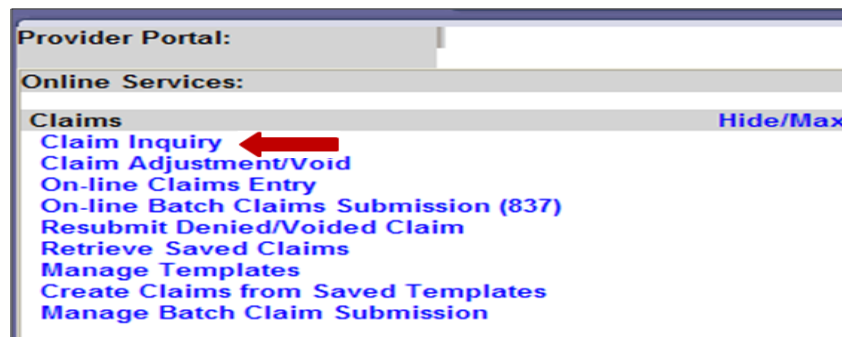 Provider Portal:
Online Services:
Claims Hide/Max
Claim Inquiry
Claim Adjustment/Void
On-line Claims Entry
On-line Batch Claims Submission (837)
Resubmit Denied/Voided Claim
Retrieve Saved Claims
Manage Templates
Create Claims from Saved Templates
Manage Batch Claim Submission